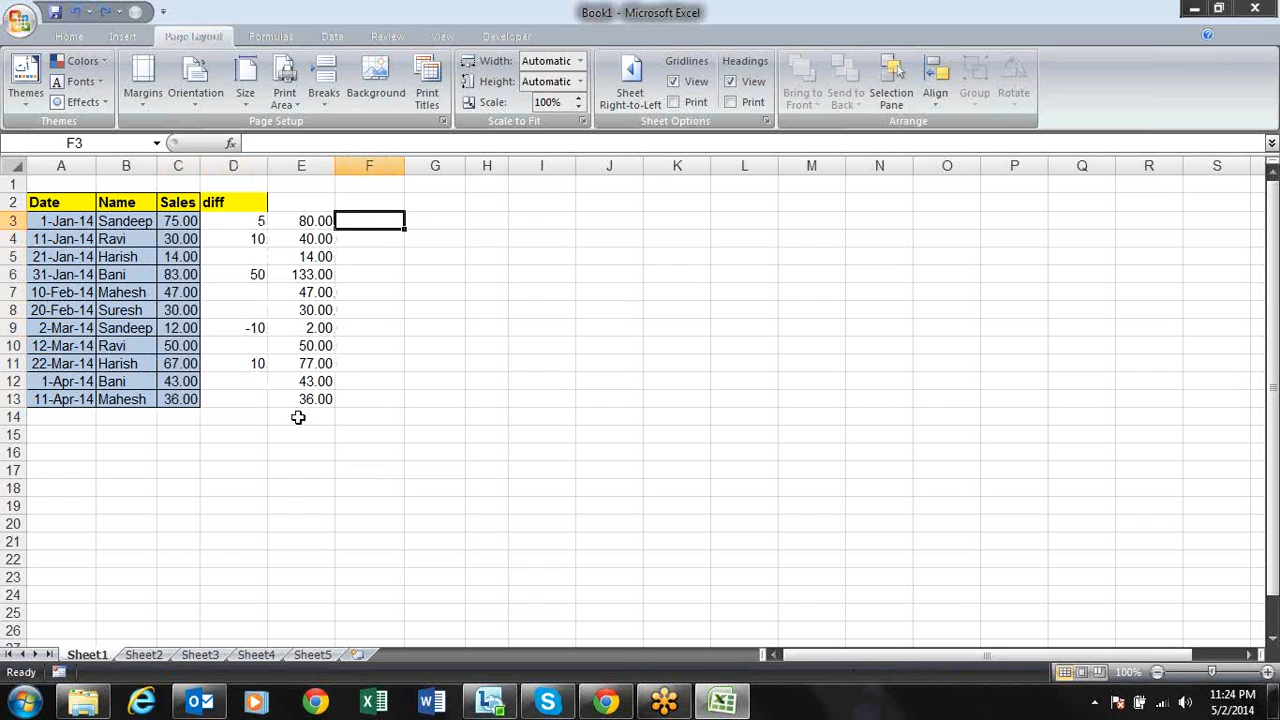 Book1 - Microsoft Excel
Home Insert Page Layout Formulas Data Review View Developer
Themes
Colors
Fonts
Effects
Themes
Margins
Orientation
Size
Print Area
Breaks
Background
Print Titles
Page Setup
Width: Automatic
Height: Automatic
Scale: 100%
Scale to Fit
Sheet Right-to-Left
Gridlines
View
Print
Headings
View
Print
Sheet Options
Bring to Front
Send to Back
Selection Pane
Align
Group
Rotate
Arrange
F3 fx
A B C D E F G H I J K L M N O P Q R S
1
2 Date Name Sales diff
3 1-Jan-14 Sandeep 75.00 5 80.00
4 11-Jan-14 Ravi 30.00 10 40.00
5 21-Jan-14 Harish 14.00 14.00
6 31-Jan-14 Bani 83.00 50 133.00
7 10-Feb-14 Mahesh 47.00 47.00
8 20-Feb-14 Suresh 30.00 30.00
9 2-Mar-14 Sandeep 12.00 -10 2.00
10 12-Mar-14 Ravi 50.00 50.00
11 22-Mar-14 Harish 67.00 10 77.00
12 1-Apr-14 Bani 43.00 43.00
13 11-Apr-14 Mahesh 36.00 36.00
14
15
16
17
18
19
20
21
22
23
24
25
26
27
Sheet1 Sheet2 Sheet3 Sheet4 Sheet5
Ready 100%
11:24 PM
5/2/2014